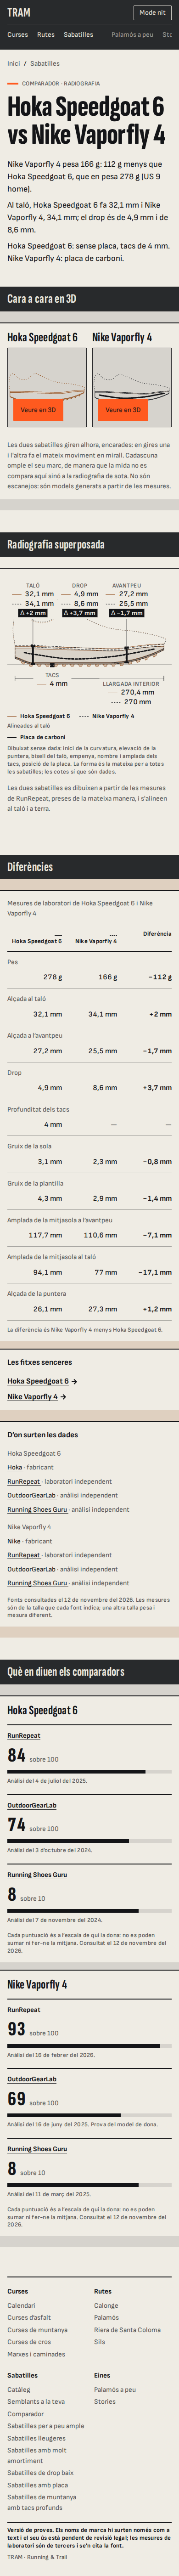 TRAM
Mode nit
Curses Rutes Sabatilles Palamós a peu Sto
Inici / Sabatilles
COMPARADOR · RADIOGRAFIA
Hoka Speedgoat 6
vs Nike Vaporfly 4
Nike Vaporfly 4 pesa 166 g: 112 g menys que
Hoka Speedgoat 6, que en pesa 278 g (US 9
home).
Al taló, Hoka Speedgoat 6 fa 32,1 mm i Nike
Vaporfly 4, 34,1 mm; el drop és de 4,9 mm i de
8,6 mm.
Hoka Speedgoat 6: sense placa, tacs de 4 mm.
Nike Vaporfly 4: placa de carboni.
Cara a cara en 3D
Hoka Speedgoat 6
Nike Vaporfly 4
Veure en 3D
Veure en 3D
Les dues sabatilles giren alhora, encarades: en gires una
i l'altra fa el mateix moviment en mirall. Cadascuna
omple el seu marc, de manera que la mida no es
compara aquí sinó a la radiografia de sota. No són
escanejos: són models generats a partir de les mesures.
Radiografia superposada
TALÓ
32,1 mm
34,1 mm
Δ +2 mm
DROP
4,9 mm
8,6 mm
Δ +3,7 mm
AVANTPEU
27,2 mm
25,5 mm
Δ −1,7 mm
TACS
4 mm
LLARGADA INTERIOR
270,4 mm
270 mm
Hoka Speedgoat 6 Nike Vaporfly 4
Alineades al taló
Placa de carboni
Dibuixat sense dada: inici de la curvatura, elevació de la
puntera, bisell del taló, empenya, nombre i amplada dels
tacs, posició de la placa. La forma és la mateixa per a totes
les sabatilles; les cotes sí que són dades.
Les dues sabatilles es dibuixen a partir de les mesures
de RunRepeat, preses de la mateixa manera, i s'alineen
al taló i a terra.
Diferències
Mesures de laboratori de Hoka Speedgoat 6 i Nike
Vaporfly 4
Hoka Speedgoat 6
Nike Vaporfly 4
Diferència
Pes
278 g 166 g −112 g
Alçada al taló
32,1 mm 34,1 mm +2 mm
Alçada a l'avantpeu
27,2 mm 25,5 mm −1,7 mm
Drop
4,9 mm 8,6 mm +3,7 mm
Profunditat dels tacs
4 mm — —
Gruix de la sola
3,1 mm 2,3 mm −0,8 mm
Gruix de la plantilla
4,3 mm 2,9 mm −1,4 mm
Amplada de la mitjasola a l'avantpeu
117,7 mm 110,6 mm −7,1 mm
Amplada de la mitjasola al taló
94,1 mm 77 mm −17,1 mm
Alçada de la puntera
26,1 mm 27,3 mm +1,2 mm
La diferència és Nike Vaporfly 4 menys Hoka Speedgoat 6.
Les fitxes senceres
Hoka Speedgoat 6 →
Nike Vaporfly 4 →
D'on surten les dades
Hoka Speedgoat 6
Hoka · fabricant
RunRepeat · laboratori independent
OutdoorGearLab · anàlisi independent
Running Shoes Guru · anàlisi independent
Nike Vaporfly 4
Nike · fabricant
RunRepeat · laboratori independent
OutdoorGearLab · anàlisi independent
Running Shoes Guru · anàlisi independent
Fonts consultades el 12 de novembre del 2026. Les mesures
són de la talla que cada font indica; una altra talla pesa i
mesura diferent.
Què en diuen els comparadors
Hoka Speedgoat 6
RunRepeat
84 sobre 100
Anàlisi del 4 de juliol del 2025.
OutdoorGearLab
74 sobre 100
Anàlisi del 3 d'octubre del 2024.
Running Shoes Guru
8 sobre 10
Anàlisi del 7 de novembre del 2024.
Cada puntuació és a l'escala de qui la dona: no es poden
sumar ni fer-ne la mitjana. Consultat el 12 de novembre del
2026.
Nike Vaporfly 4
RunRepeat
93 sobre 100
Anàlisi del 16 de febrer del 2026.
OutdoorGearLab
69 sobre 100
Anàlisi del 16 de juny del 2025. Prova del model de dona.
Running Shoes Guru
8 sobre 10
Anàlisi del 11 de març del 2025.
Cada puntuació és a l'escala de qui la dona: no es poden
sumar ni fer-ne la mitjana. Consultat el 12 de novembre del
2026.
Curses
Calendari
Curses d'asfalt
Curses de muntanya
Curses de cros
Marxes i caminades
Rutes
Calonge
Palamós
Riera de Santa Coloma
Sils
Sabatilles
Catàleg
Semblants a la teva
Comparador
Sabatilles per a peu ample
Sabatilles lleugeres
Sabatilles amb molt
amortiment
Sabatilles de drop baix
Sabatilles amb placa
Sabatilles de muntanya
amb tacs profunds
Eines
Palamós a peu
Stories
Versió de proves. Els noms de marca hi surten només com a
text i el seu ús està pendent de revisió legal; les mesures de
laboratori són de tercers i se'n cita la font.
TRAM · Running & Trail